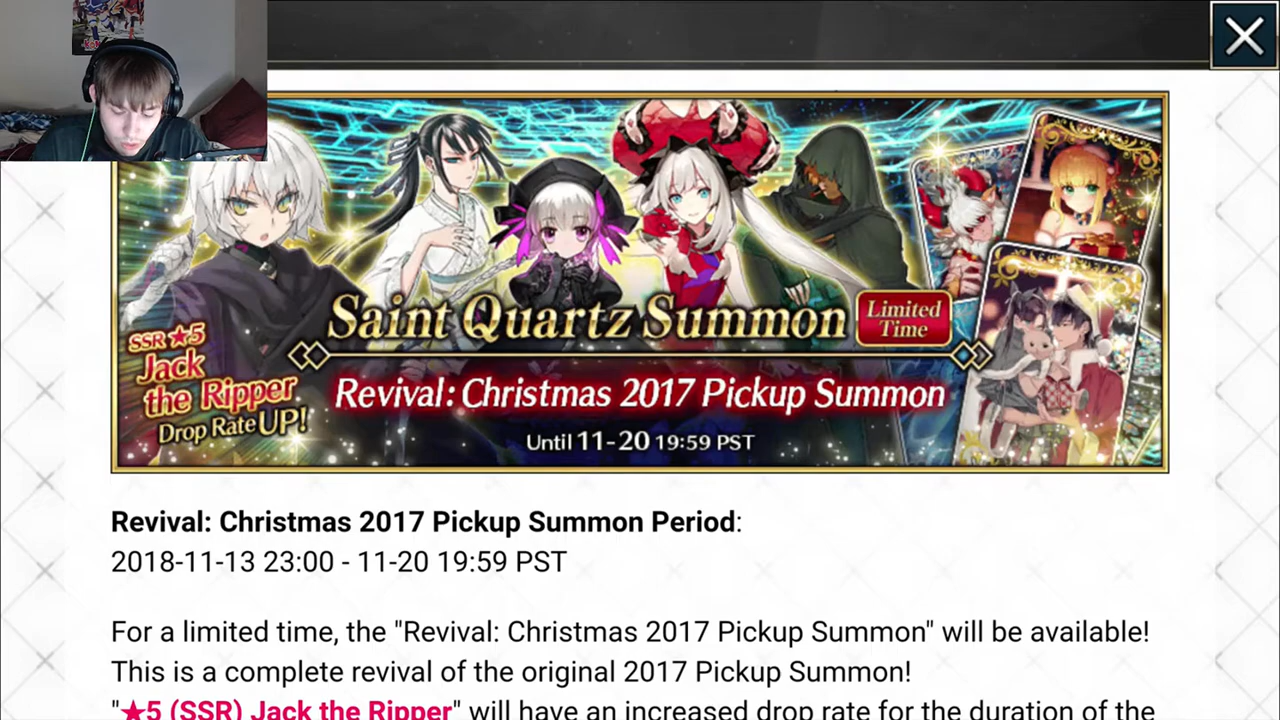 SSR ★5
Jack
the Ripper
Drop Rate UP!
Saint Quartz Summon
Limited
Time
Revival: Christmas 2017 Pickup Summon
Until 11-20 19:59 PST
Revival: Christmas 2017 Pickup Summon Period:
2018-11-13 23:00 - 11-20 19:59 PST
For a limited time, the "Revival: Christmas 2017 Pickup Summon" will be available!
This is a complete revival of the original 2017 Pickup Summon!
"★5 (SSR) Jack the Ripper" will have an increased drop rate for the duration of the